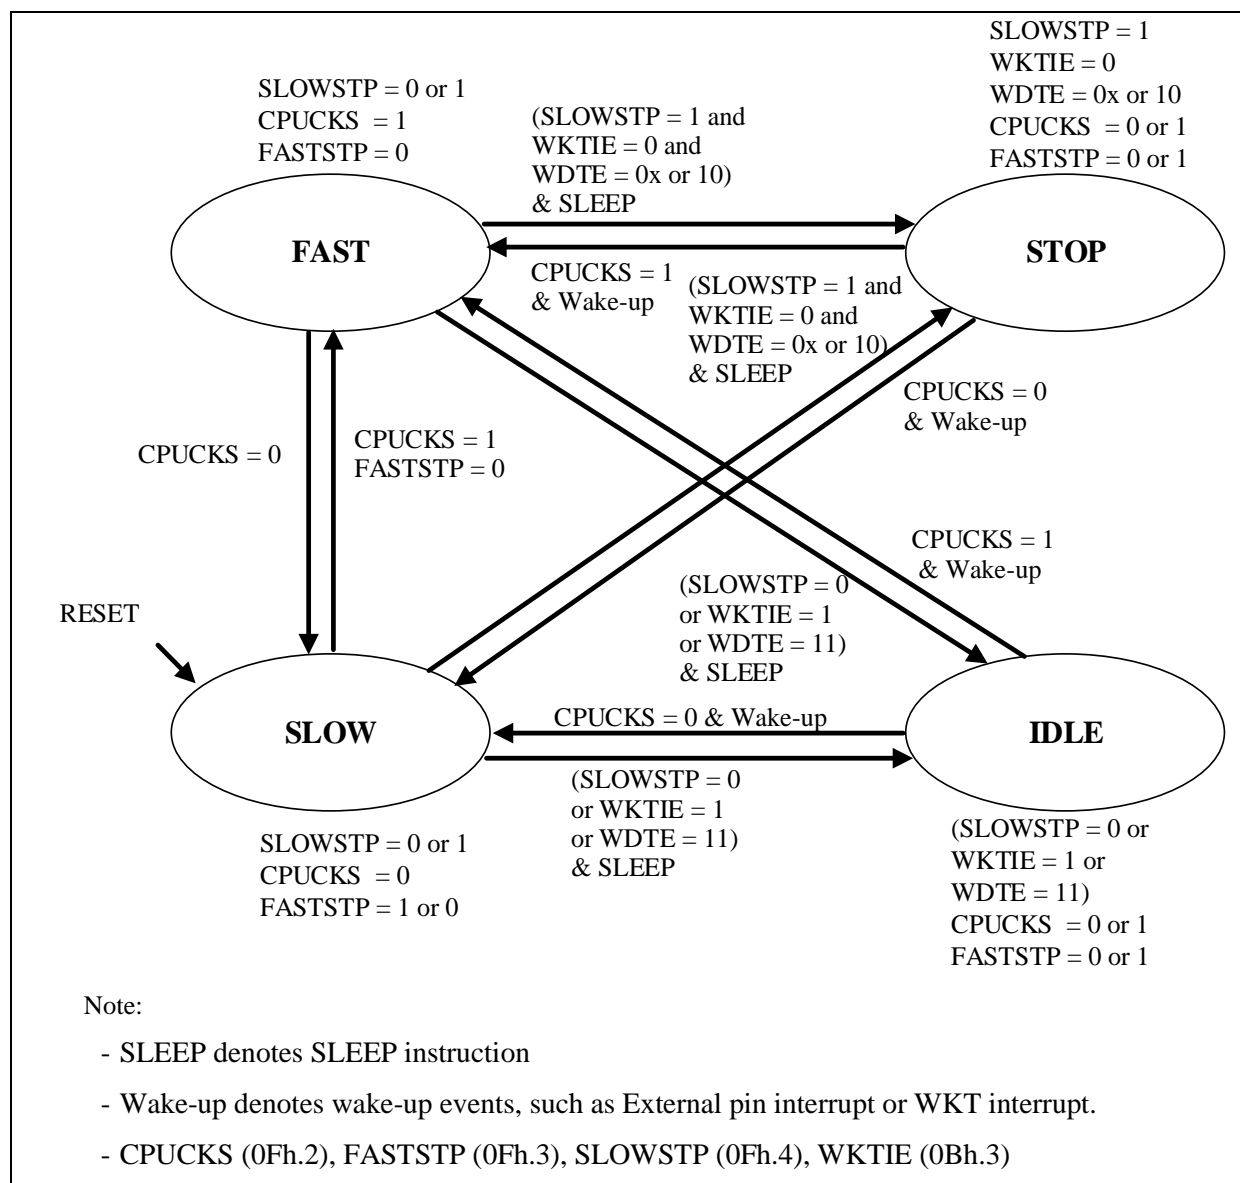 SLOWSTP = 1
WKTIE = 0
WDTE = 0x or 10
CPUCKS = 0 or 1
FASTSTP = 0 or 1
SLOWSTP = 0 or 1
CPUCKS = 1
FASTSTP = 0
(SLOWSTP = 1 and
WKTIE = 0 and
WDTE = 0x or 10)
& SLEEP
FAST
STOP
CPUCKS = 1
& Wake-up
(SLOWSTP = 1 and
WKTIE = 0 and
WDTE = 0x or 10)
& SLEEP
CPUCKS = 0
& Wake-up
CPUCKS = 0
CPUCKS = 1
FASTSTP = 0
CPUCKS = 1
& Wake-up
(SLOWSTP = 0
or WKTIE = 1
or WDTE = 11)
& SLEEP
RESET
SLOW
CPUCKS = 0 & Wake-up
IDLE
(SLOWSTP = 0
or WKTIE = 1
or WDTE = 11)
& SLEEP
SLOWSTP = 0 or 1
CPUCKS = 0
FASTSTP = 1 or 0
(SLOWSTP = 0 or
WKTIE = 1 or
WDTE = 11)
CPUCKS = 0 or 1
FASTSTP = 0 or 1
Note:
- SLEEP denotes SLEEP instruction
- Wake-up denotes wake-up events, such as External pin interrupt or WKT interrupt.
- CPUCKS (0Fh.2), FASTSTP (0Fh.3), SLOWSTP (0Fh.4), WKTIE (0Bh.3)